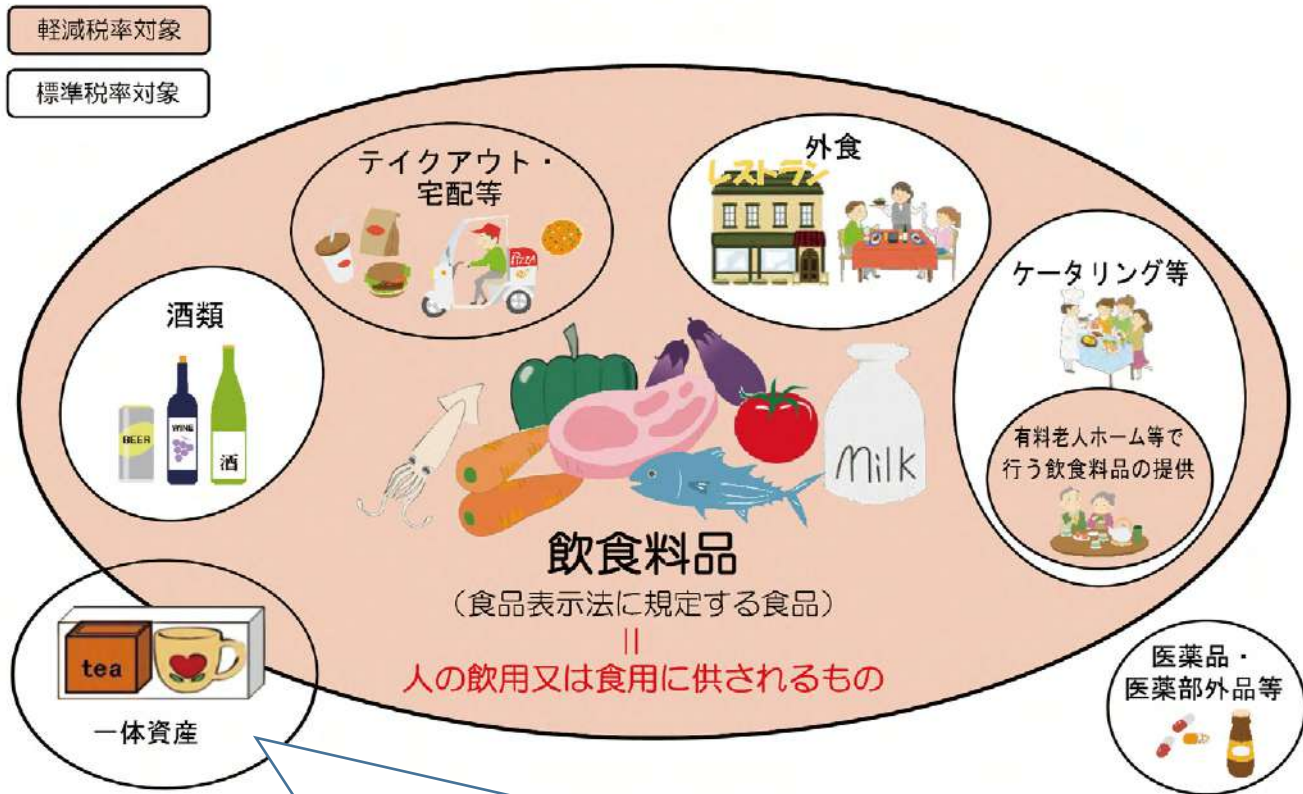 軽減税率対象
標準税率対象
テイクアウト・
宅配等
外食
レストラン
PIZZA
ケータリング等
酒類
BEER
WINE
酒
Milk
有料老人ホーム等で
行う飲食料品の提供
飲食料品
（食品表示法に規定する食品）
＝
人の飲用又は食用に供されるもの
tea
一体資産
医薬品・
医薬部外品等